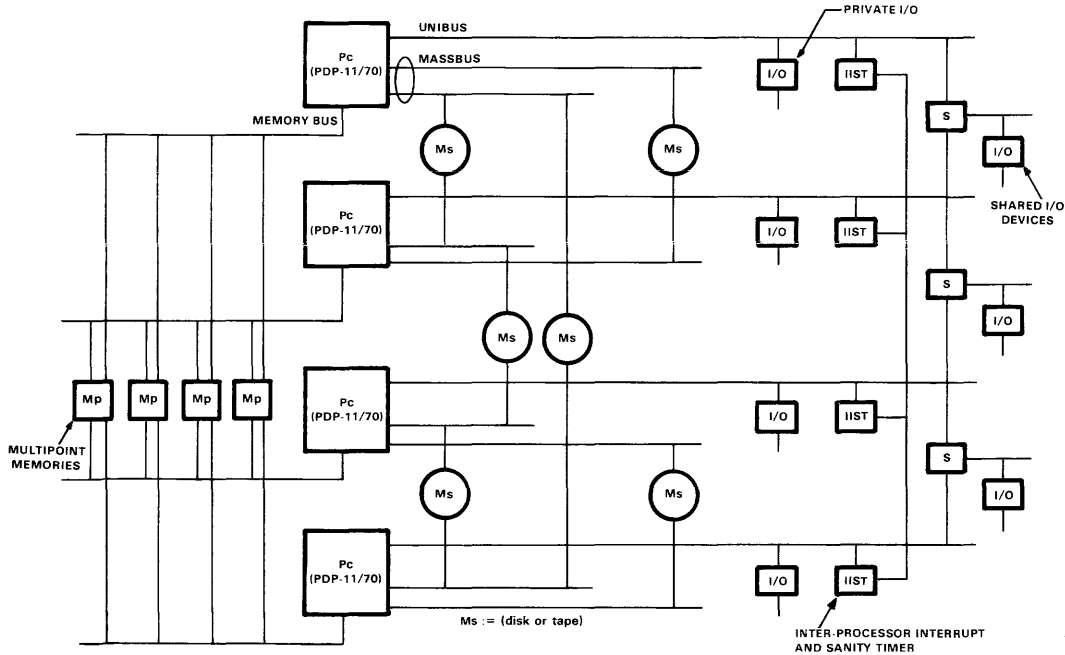 PRIVATE I/O
UNIBUS
Pc
(PDP-11/70)
MASSBUS
I/O
IIST
MEMORY BUS
S
Ms
Ms
I/O
SHARED I/O
DEVICES
Pc
(PDP-11/70)
I/O
IIST
S
I/O
Ms
Ms
Mp
Mp
Mp
Mp
Pc
(PDP-11/70)
I/O
IIST
MULTIPOINT
MEMORIES
S
Ms
Ms
I/O
Pc
(PDP-11/70)
I/O
IIST
Ms := (disk or tape)
INTER-PROCESSOR INTERRUPT
AND SANITY TIMER